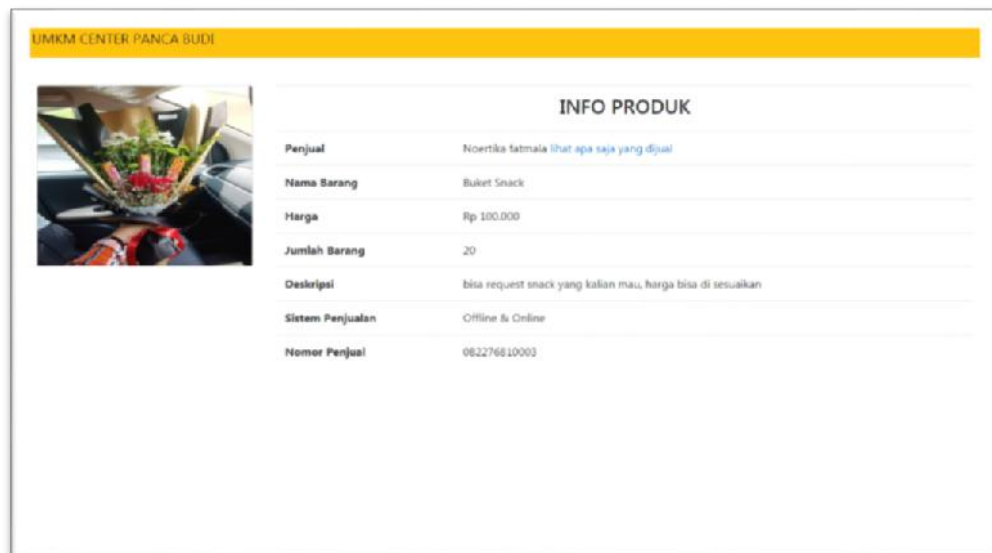 UMKM CENTER PANCA BUDI
INFO PRODUK
Penjual Noertika fatmala lihat apa saja yang dijual
Nama Barang Buket Snack
Harga Rp 100.000
Jumlah Barang 20
Deskripsi bisa request snack yang kalian mau, harga bisa di sesuaikan
Sistem Penjualan Offline & Online
Nomor Penjual 082276810003